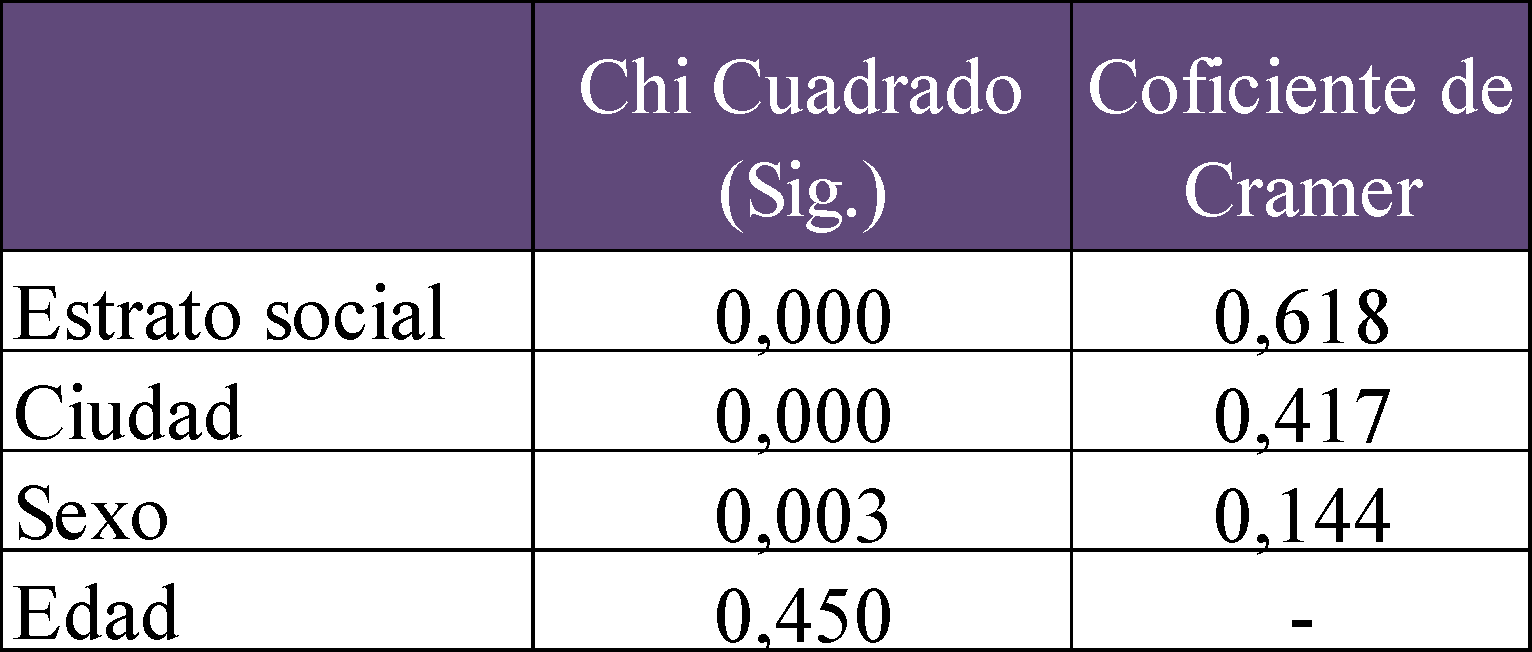 Chi Cuadrado Coficiente de
(Sig.) Cramer
Estrato social 0,000 0,618
Ciudad 0,000 0,417
Sexo 0,003 0,144
Edad 0,450 -